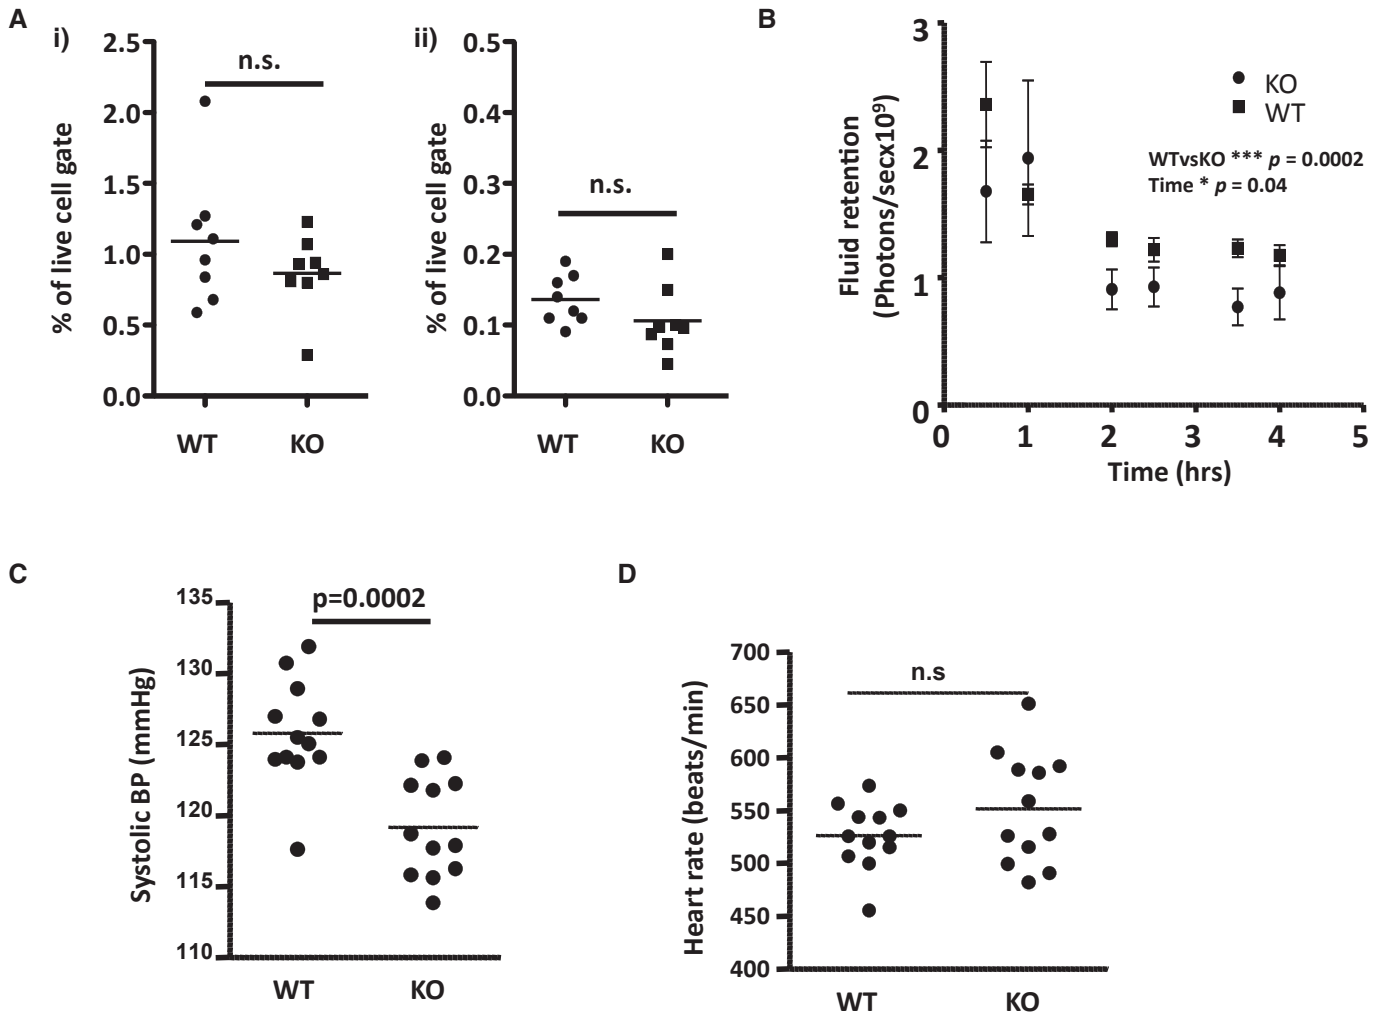 A
i)
% of live cell gate
2.5
2.0
1.5
1.0
0.5
0.0
n.s.
WT KO
ii)
% of live cell gate
0.5
0.4
0.3
0.2
0.1
0.0
n.s.
WT KO
B
Fluid retention
(Photons/secx10⁹)
3
2
1
0
KO
WT
WTvsKO *** p = 0.0002
Time * p = 0.04
0 1 2 3 4 5
Time (hrs)
C
Systolic BP (mmHg)
135
130
125
120
115
110
p=0.0002
WT KO
D
Heart rate (beats/min)
700
650
600
550
500
450
400
n.s
WT KO